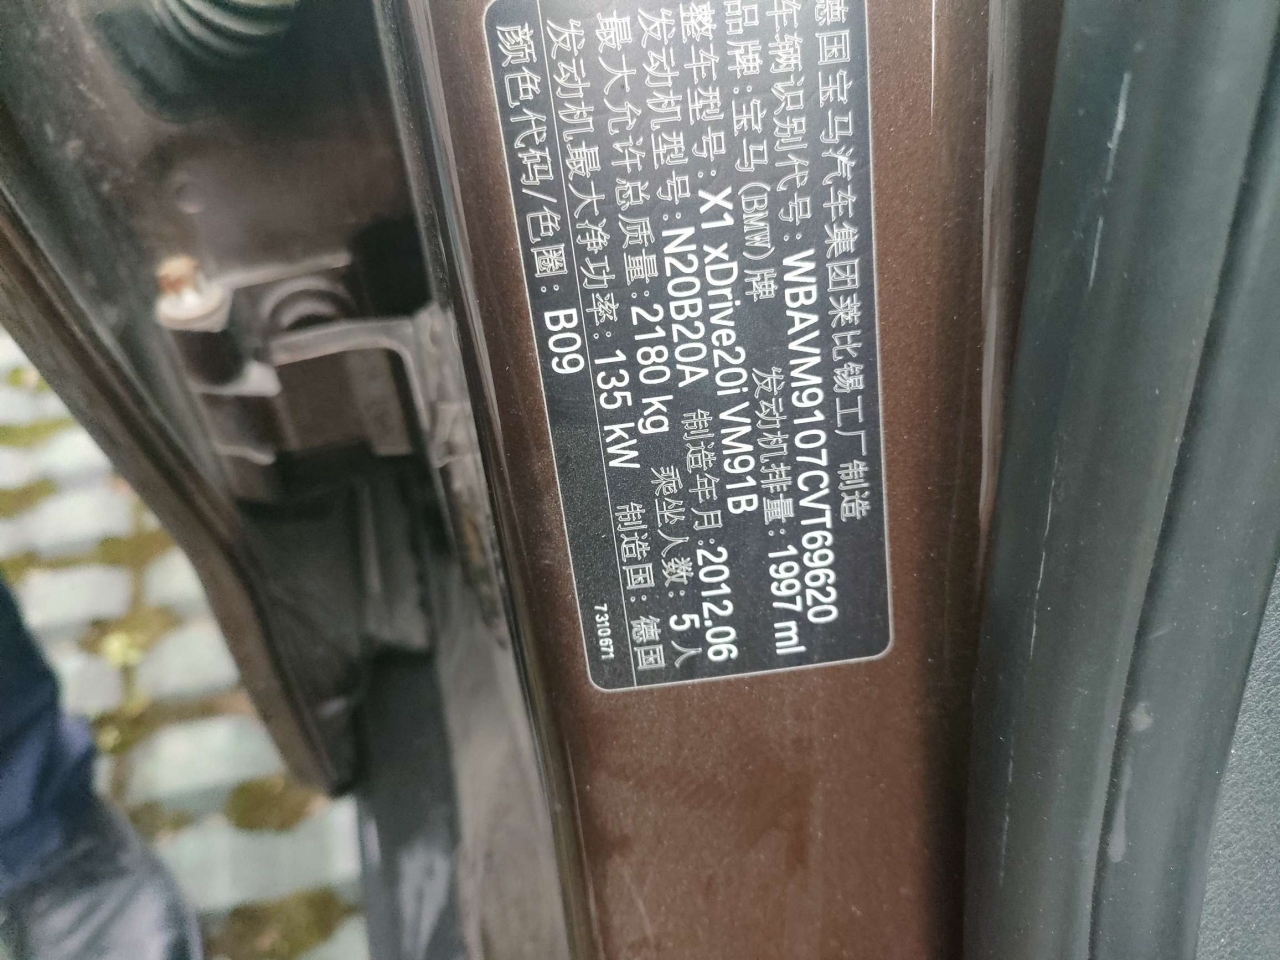 德国宝马汽车集团莱比锡工厂制造
车辆识别代号: WBAVM9107CVT69620
品牌: 宝马(BMW)牌 发动机排量: 1997 ml
整车型号: X1 xDrive20i VM91B
发动机型号: N20B20A 制造年月: 2012.06
最大允许总质量: 2180 kg 乘坐人数: 5人
发动机最大净功率: 135 kW 制造国: 德国
颜色代码/色圈: B09 7310671